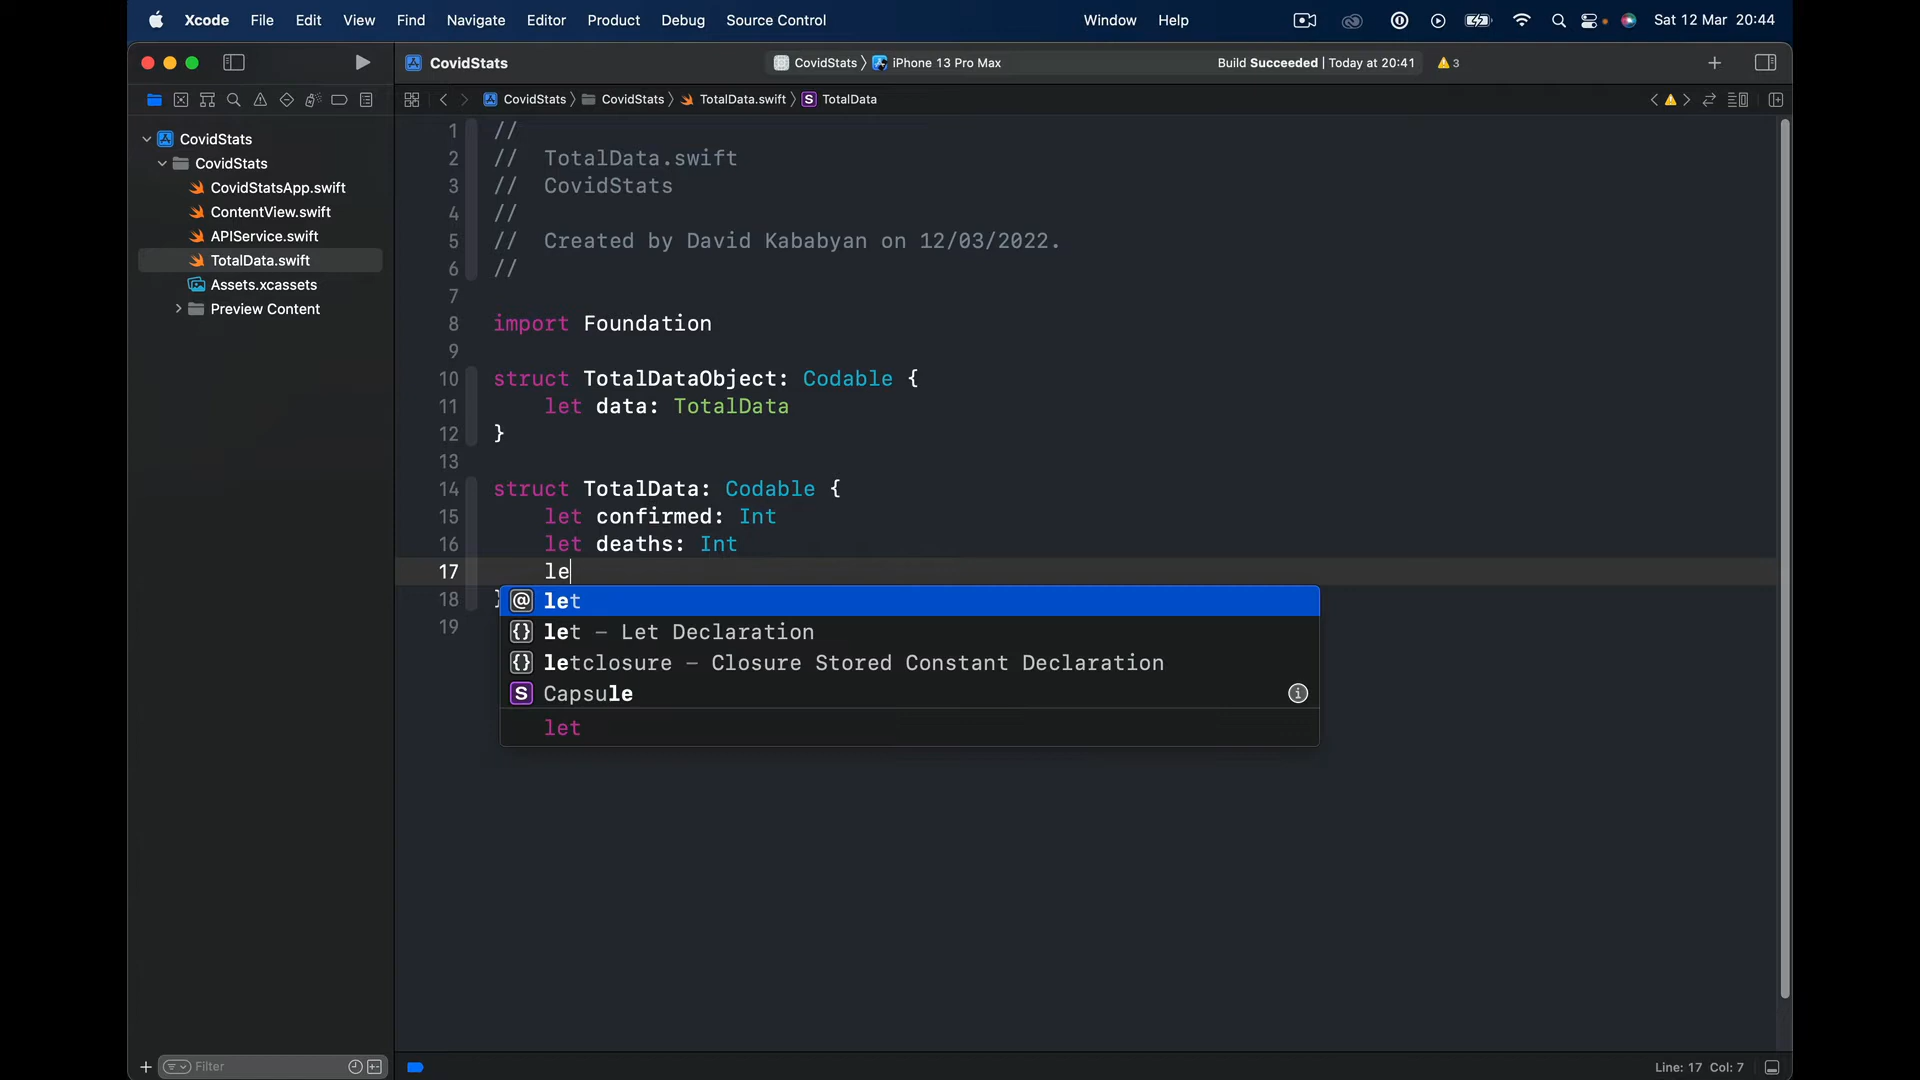 Xcode File Edit View Find Navigate Editor Product Debug Source Control Window Help Sat 12 Mar 20:44
CovidStats CovidStats 〉 iPhone 13 Pro Max Build Succeeded | Today at 20:41 3
CovidStats 〉 CovidStats 〉 TotalData.swift 〉 S TotalData
CovidStats
CovidStats
CovidStatsApp.swift
ContentView.swift
APIService.swift
TotalData.swift
Assets.xcassets
Preview Content
1 //
2 //  TotalData.swift
3 //  CovidStats
4 //
5 //  Created by David Kababyan on 12/03/2022.
6 //
7
8 import Foundation
9
10 struct TotalDataObject: Codable {
11     let data: TotalData
12 }
13
14 struct TotalData: Codable {
15     let confirmed: Int
16     let deaths: Int
17     le
18 }
19
@ let
{} let – Let Declaration
{} letclosure – Closure Stored Constant Declaration
S Capsule
let
Filter
Line: 17 Col: 7